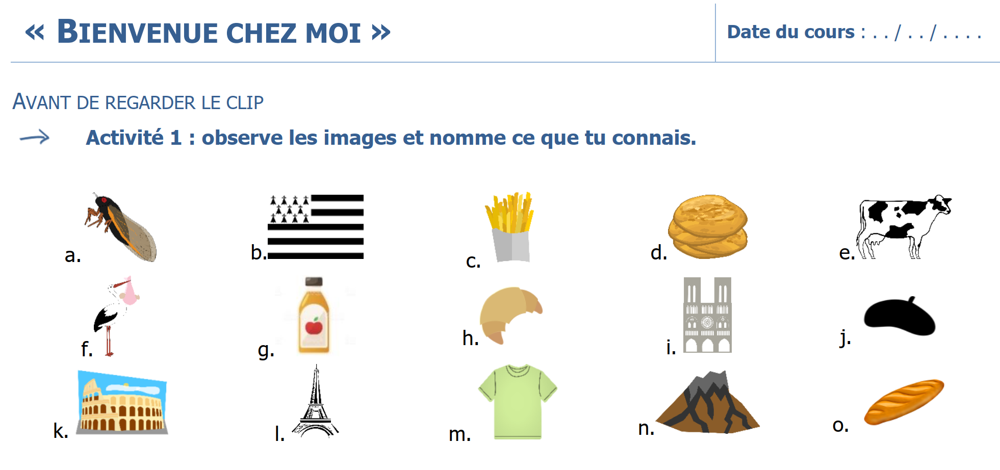 « BIENVENUE CHEZ MOI »
Date du cours : . . / . . / . . . .
AVANT DE REGARDER LE CLIP
Activité 1 : observe les images et nomme ce que tu connais.
a. b. c. d. e.
f. g. h. i. j.
k. l. m. n. o.